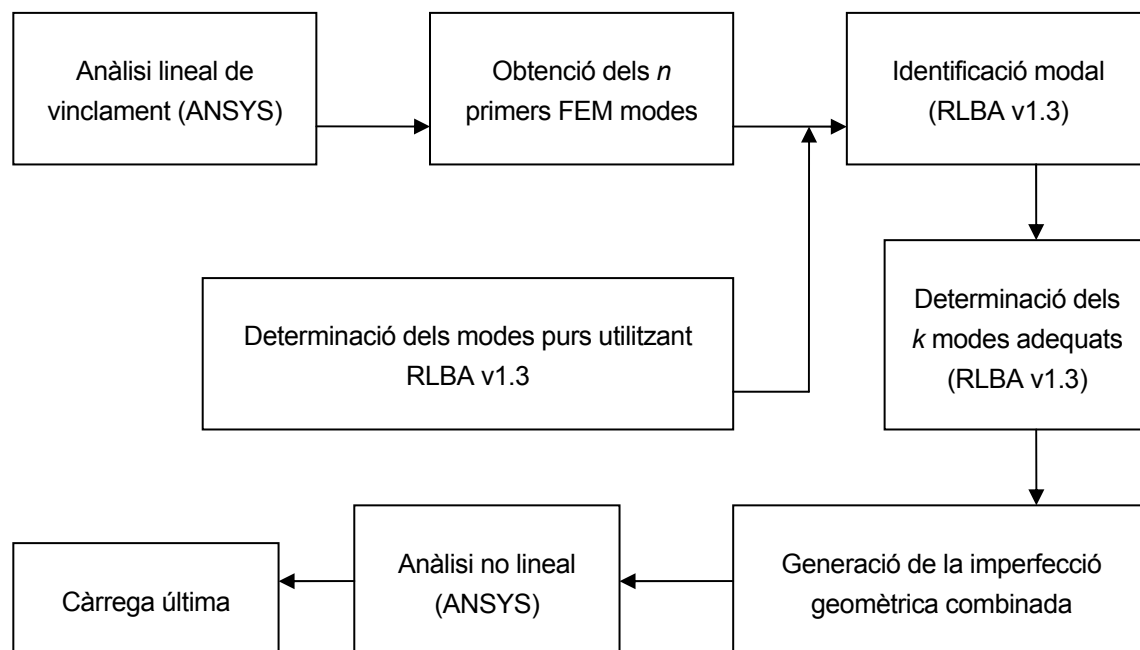 Anàlisi lineal de
vinclament (ANSYS)
Obtenció dels n
primers FEM modes
Identificació modal
(RLBA v1.3)
Determinació dels modes purs utilitzant
RLBA v1.3
Determinació dels
k modes adequats
(RLBA v1.3)
Càrrega última
Anàlisi no lineal
(ANSYS)
Generació de la imperfecció
geomètrica combinada